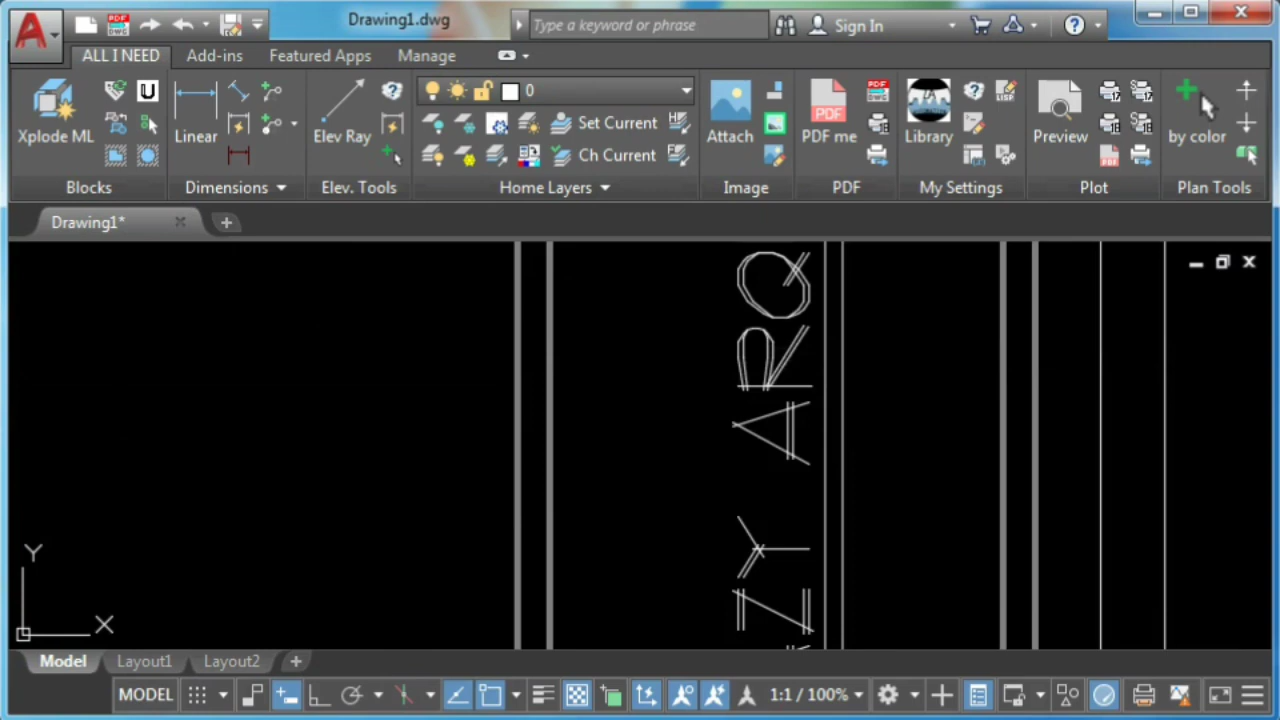 Drawing1.dwg
Type a keyword or phrase
Sign In
ALL I NEED
Add-ins
Featured Apps
Manage
Xplode ML
Linear
Elev Ray
0
Set Current
Ch Current
Attach
PDF me
Library
Preview
by color
Blocks
Dimensions
Elev. Tools
Home Layers
Image
PDF
My Settings
Plot
Plan Tools
Drawing1*
ZY ARQ
Y
X
Model
Layout1
Layout2
MODEL
1:1 / 100%